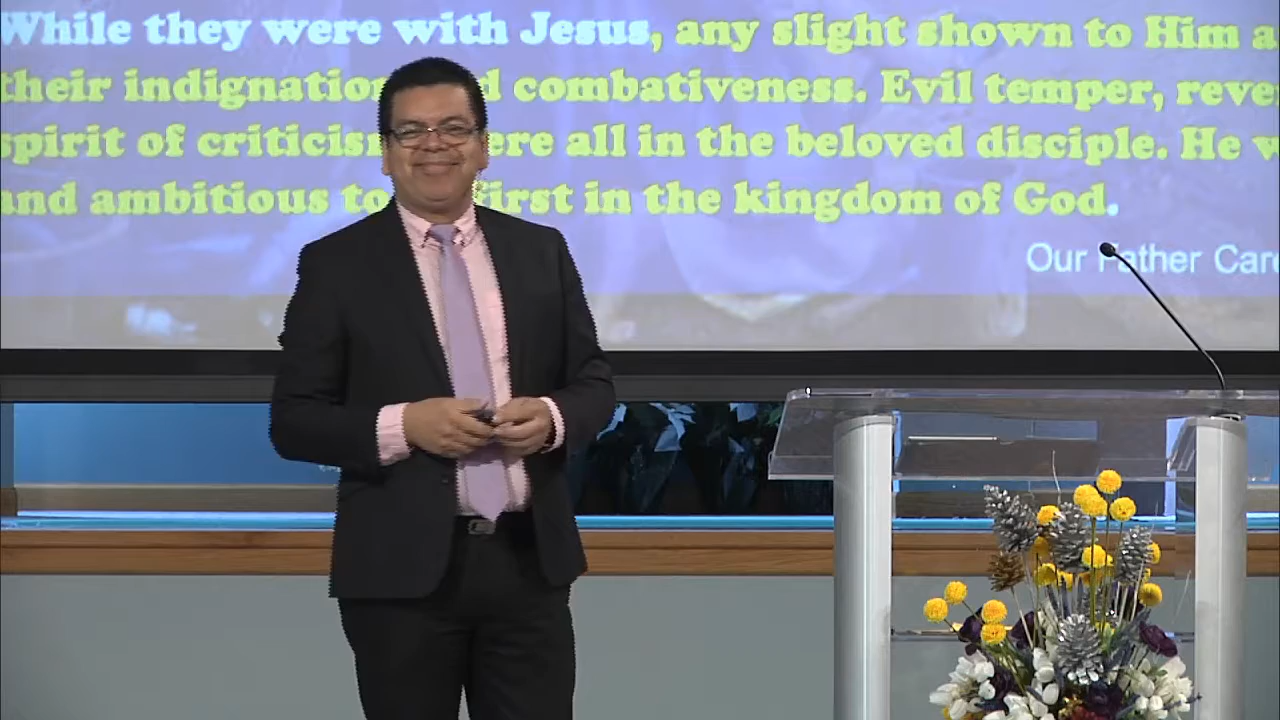 While they were with Jesus, any slight shown to Him a
their indignation combativeness. Evil temper, reve
spirit of criticis ere all in the beloved disciple. He w
and ambitious to first in the kingdom of God.
Our Father Car